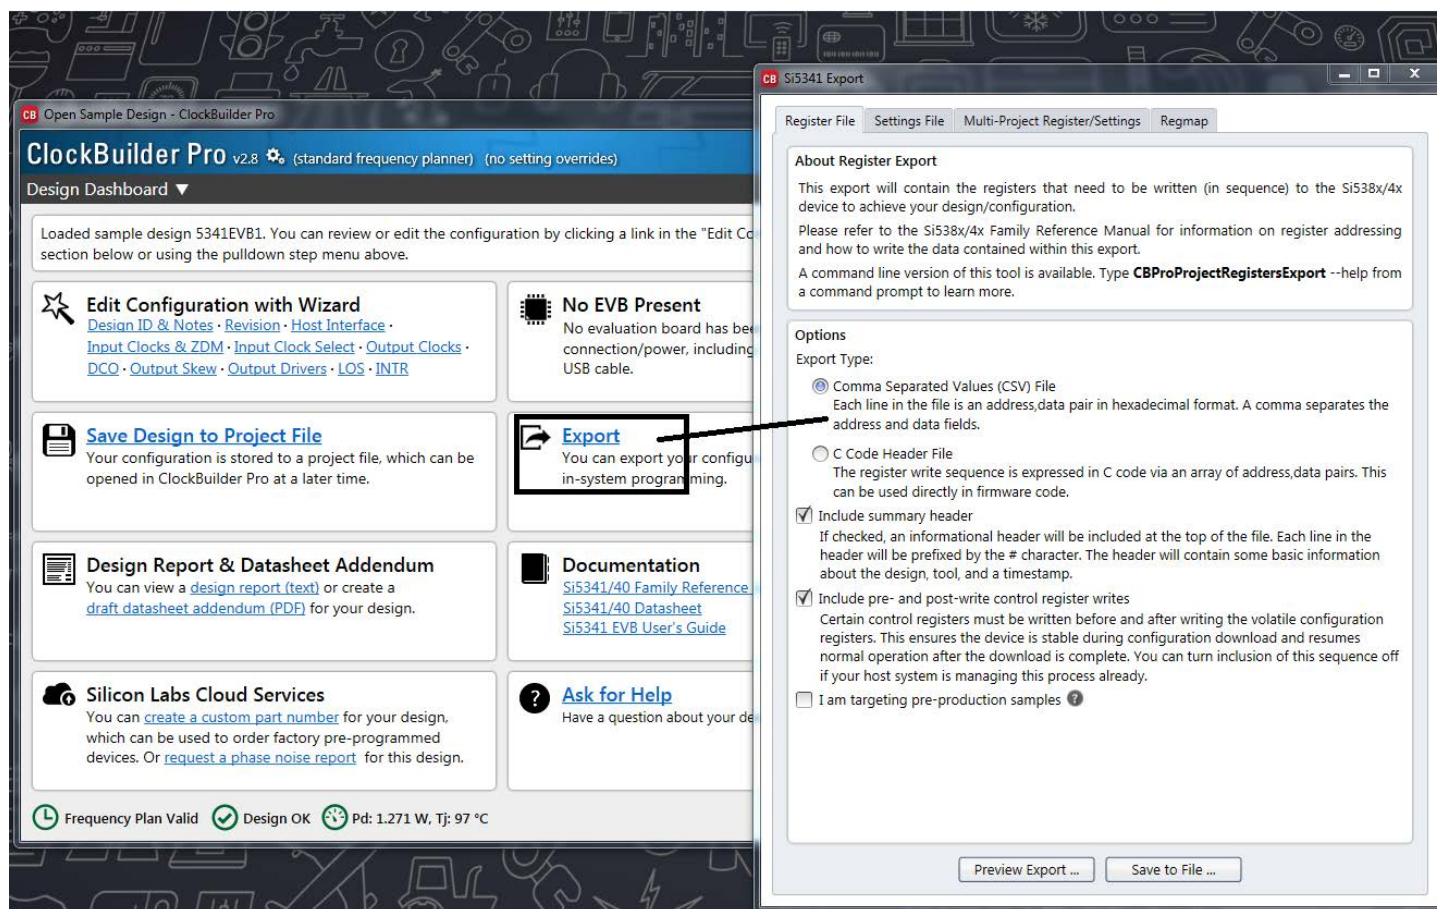 CB Open Sample Design - ClockBuilder Pro
ClockBuilder Pro v2.8 (standard frequency planner) (no setting overrides)
Design Dashboard ▼
Loaded sample design 5341EVB1. You can review or edit the configuration by clicking a link in the "Edit Co
section below or using the pulldown step menu above.
Edit Configuration with Wizard
Design ID & Notes · Revision · Host Interface ·
Input Clocks & ZDM · Input Clock Select · Output Clocks ·
DCO · Output Skew · Output Drivers · LOS · INTR
No EVB Present
No evaluation board has bee
connection/power, including
USB cable.
Save Design to Project File
Your configuration is stored to a project file, which can be
opened in ClockBuilder Pro at a later time.
Export
You can export your configu
in-system programming.
Design Report & Datasheet Addendum
You can view a design report (text) or create a
draft datasheet addendum (PDF) for your design.
Documentation
Si5341/40 Family Reference
Si5341/40 Datasheet
Si5341 EVB User's Guide
Silicon Labs Cloud Services
You can create a custom part number for your design,
which can be used to order factory pre-programmed
devices. Or request a phase noise report for this design.
Ask for Help
Have a question about your de
Frequency Plan Valid Design OK Pd: 1.271 W, Tj: 97 °C
CB Si5341 Export
Register File Settings File Multi-Project Register/Settings Regmap
About Register Export
This export will contain the registers that need to be written (in sequence) to the Si538x/4x
device to achieve your design/configuration.
Please refer to the Si538x/4x Family Reference Manual for information on register addressing
and how to write the data contained within this export.
A command line version of this tool is available. Type CBProProjectRegistersExport --help from
a command prompt to learn more.
Options
Export Type:
Comma Separated Values (CSV) File
Each line in the file is an address,data pair in hexadecimal format. A comma separates the
address and data fields.
C Code Header File
The register write sequence is expressed in C code via an array of address,data pairs. This
can be used directly in firmware code.
Include summary header
If checked, an informational header will be included at the top of the file. Each line in the
header will be prefixed by the # character. The header will contain some basic information
about the design, tool, and a timestamp.
Include pre- and post-write control register writes
Certain control registers must be written before and after writing the volatile configuration
registers. This ensures the device is stable during configuration download and resumes
normal operation after the download is complete. You can turn inclusion of this sequence off
if your host system is managing this process already.
I am targeting pre-production samples ?
Preview Export ... Save to File ...